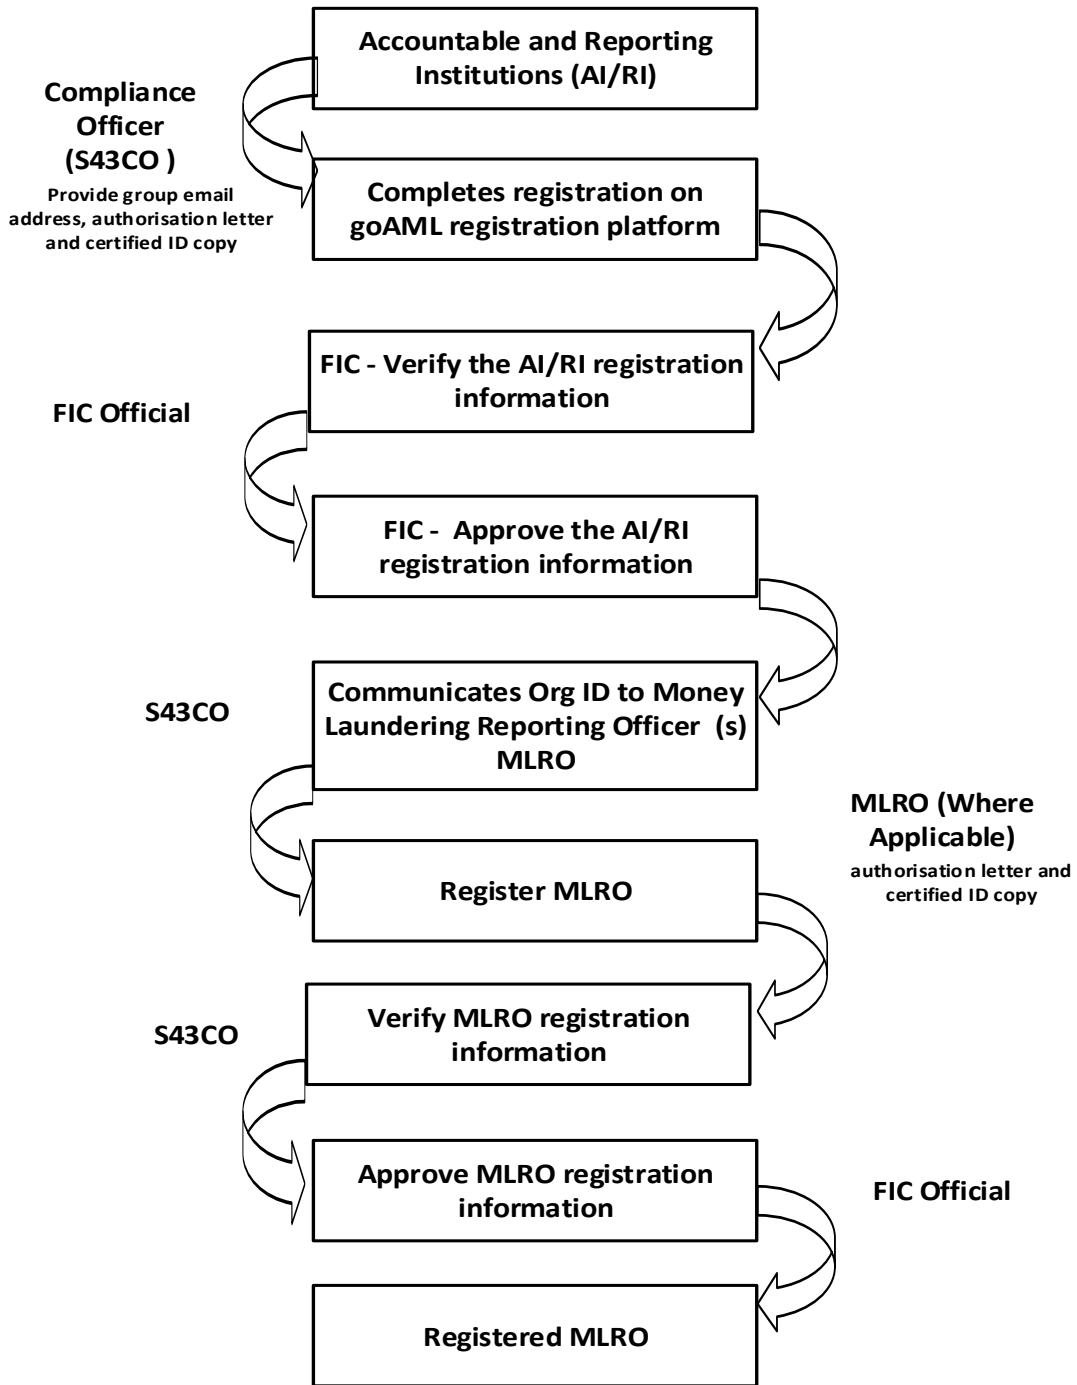 Accountable and Reporting
Institutions (AI/RI)
Compliance
Officer
(S43CO )
Provide group email
address, authorisation letter
and certified ID copy
Completes registration on
goAML registration platform
FIC - Verify the AI/RI registration
information
FIC Official
FIC -  Approve the AI/RI
registration information
Communicates Org ID to Money
Laundering Reporting Officer  (s)
MLRO
S43CO
MLRO (Where
Applicable)
authorisation letter and
certified ID copy
Register MLRO
Verify MLRO registration
information
S43CO
Approve MLRO registration
information
FIC Official
Registered MLRO